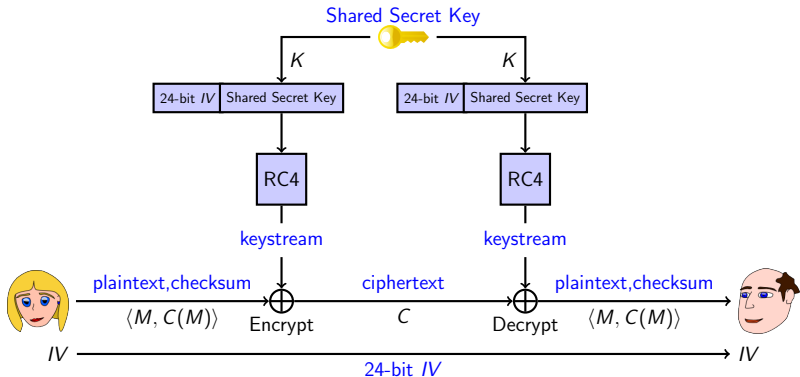 Shared Secret Key
K K
24-bit IV Shared Secret Key 24-bit IV Shared Secret Key
RC4 RC4
keystream keystream
plaintext,checksum ciphertext plaintext,checksum
⟨M, C(M)⟩ Encrypt C Decrypt ⟨M, C(M)⟩
IV IV
24-bit IV